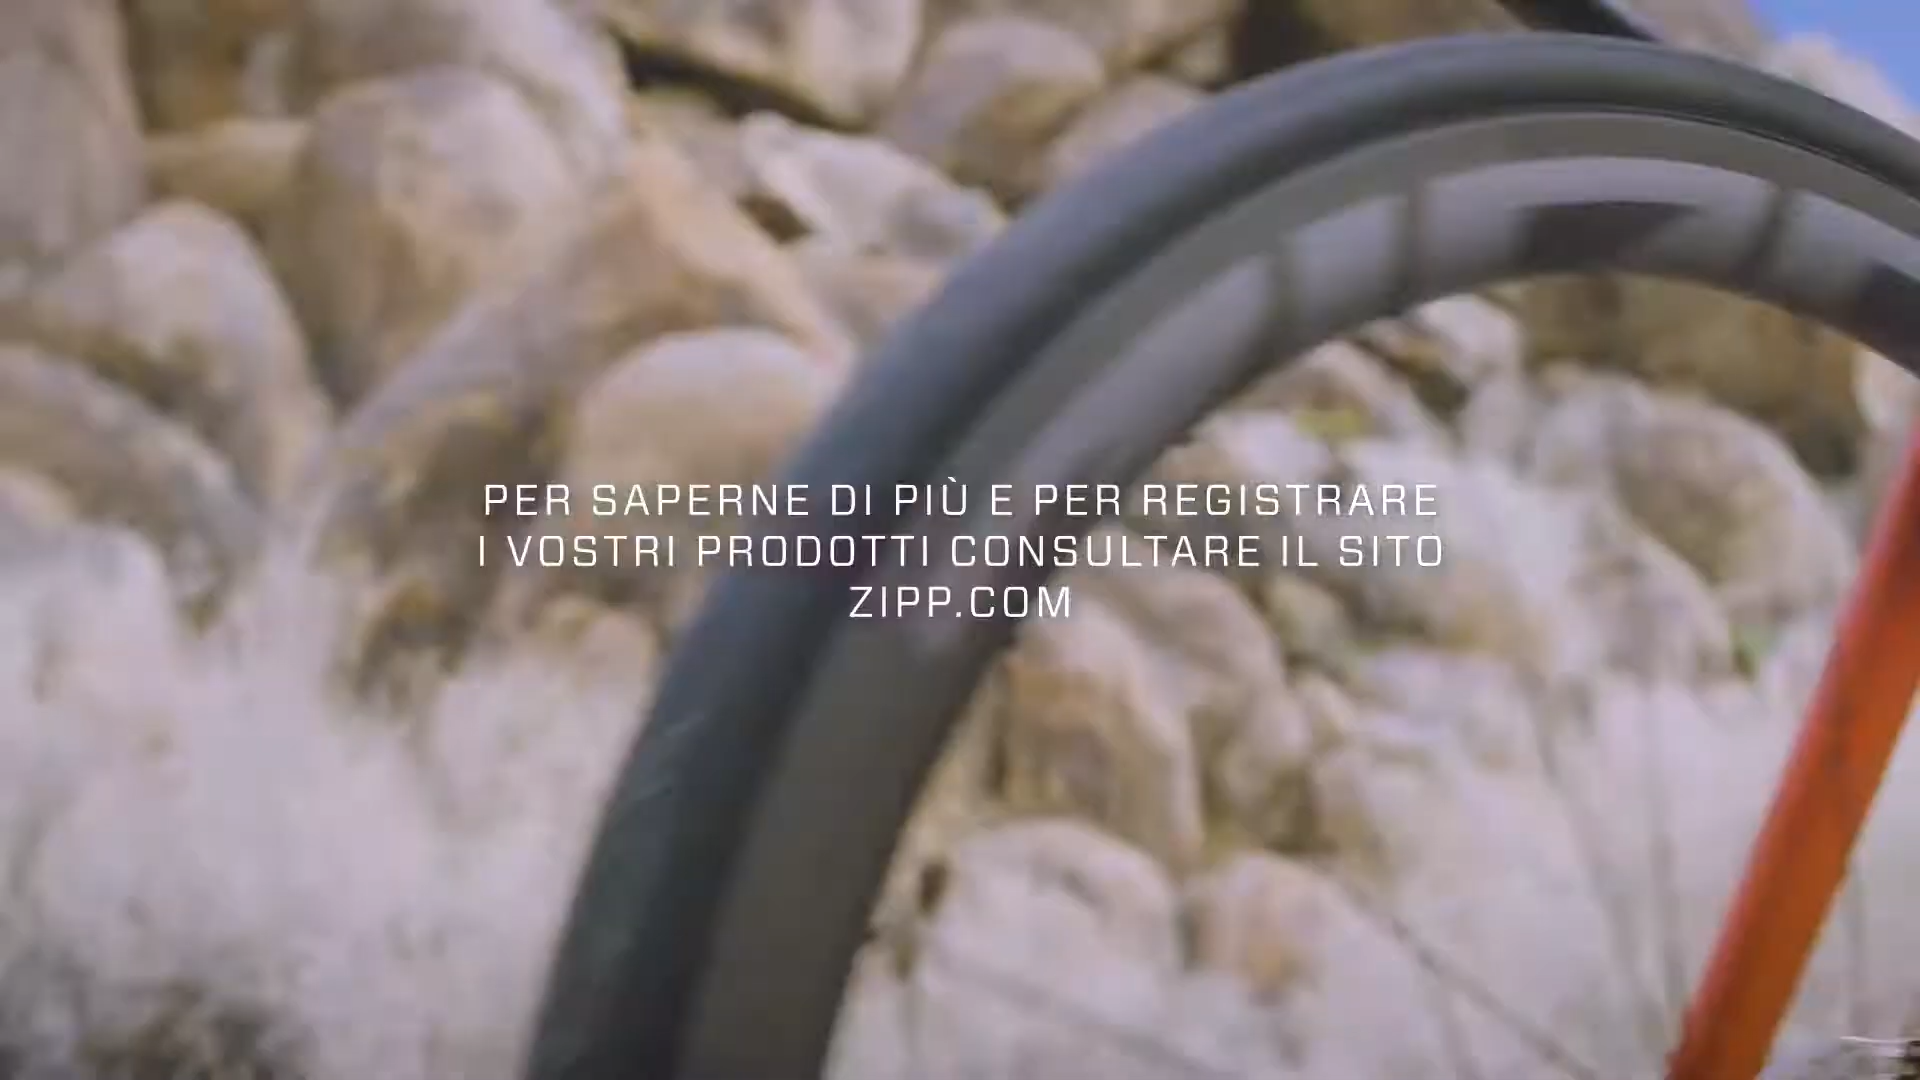 PER SAPERNE DI PIÙ E PER REGISTRARE
I VOSTRI PRODOTTI CONSULTARE IL SITO
ZIPP.COM